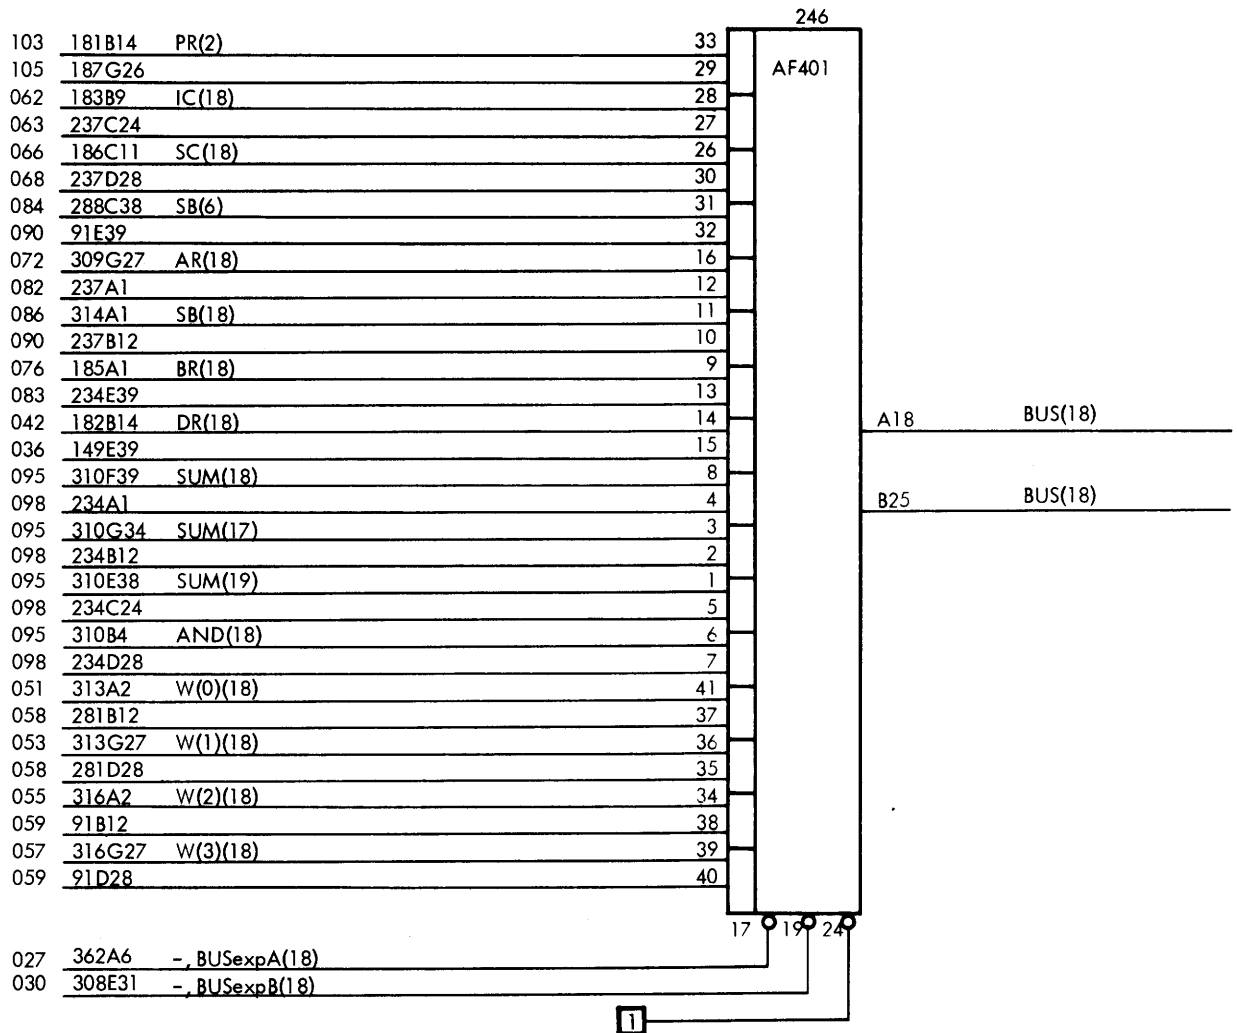 246
103 181B14 PR(2) 33 AF401
105 187G26 29
062 183B9 IC(18) 28
063 237C24 27
066 186C11 SC(18) 26
068 237D28 30
084 288C38 SB(6) 31
090 91E39 32
072 309G27 AR(18) 16
082 237A1 12
086 314A1 SB(18) 11
090 237B12 10
076 185A1 BR(18) 9
083 234E39 13
042 182B14 DR(18) 14 A18 BUS(18)
036 149E39 15
095 310F39 SUM(18) 8
098 234A1 4 B25 BUS(18)
095 310G34 SUM(17) 3
098 234B12 2
095 310E38 SUM(19) 1
098 234C24 5
095 310B4 AND(18) 6
098 234D28 7
051 313A2 W(0)(18) 41
058 281B12 37
053 313G27 W(1)(18) 36
058 281D28 35
055 316A2 W(2)(18) 34
059 91B12 38
057 316G27 W(3)(18) 39
059 91D28 40
17 19 24
027 362A6 -, BUSexpA(18)
030 308E31 -, BUSexpB(18)
1